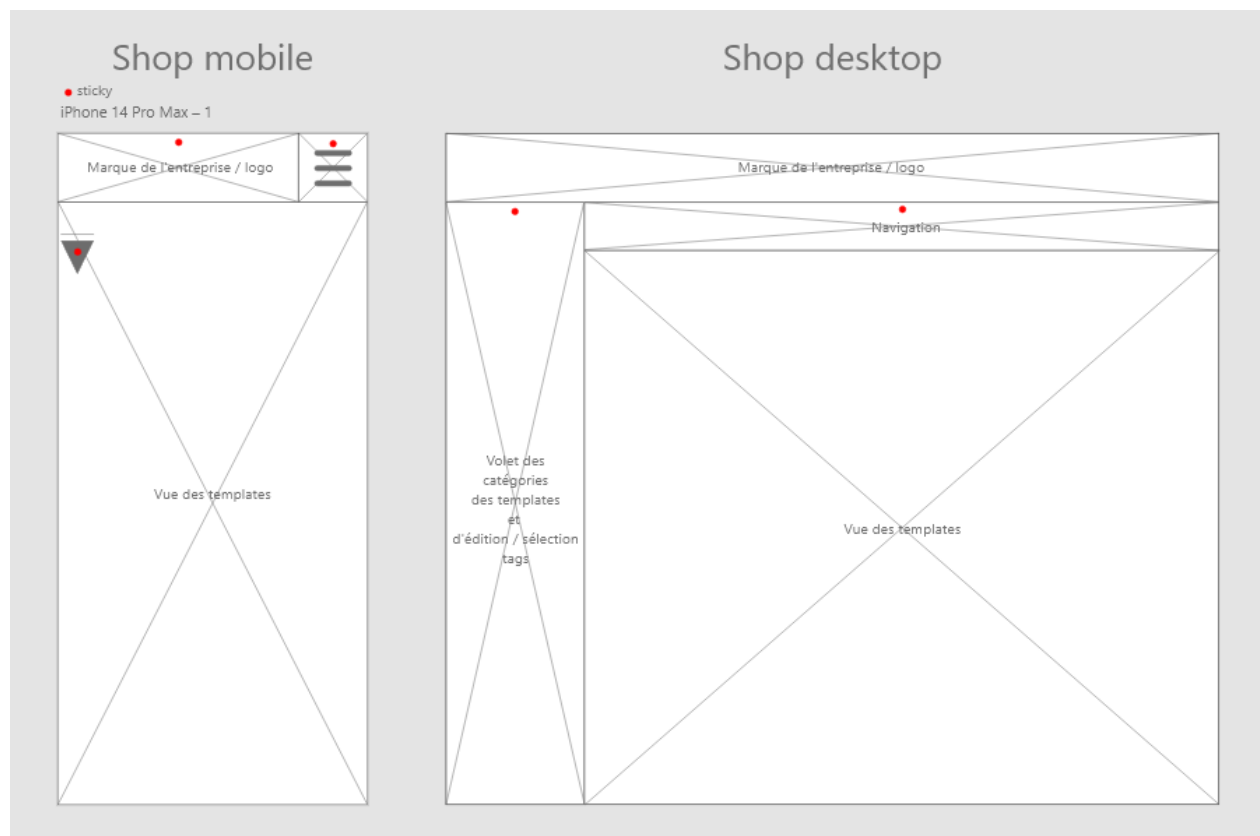 Shop mobile
Shop desktop
sticky
iPhone 14 Pro Max – 1
Marque de l'entreprise / logo
Marque de l'entreprise / logo
Navigation
Vue des templates
Volet des
catégories
des templates
et
d'édition / sélection
tags
Vue des templates